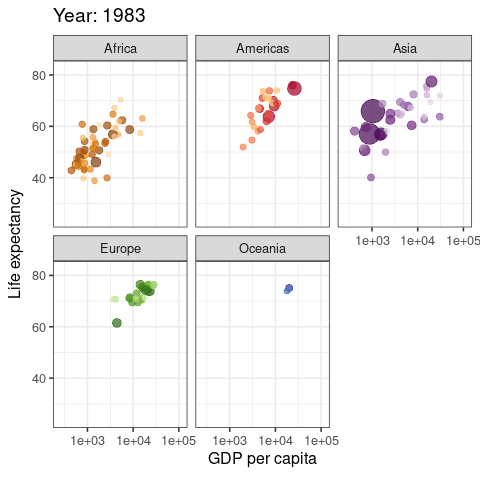 Year: 1983
Africa Americas Asia
80
60
40
1e+03 1e+04 1e+05
Europe Oceania
80
60
40
1e+03 1e+04 1e+05 1e+03 1e+04 1e+05
Life expectancy
GDP per capita